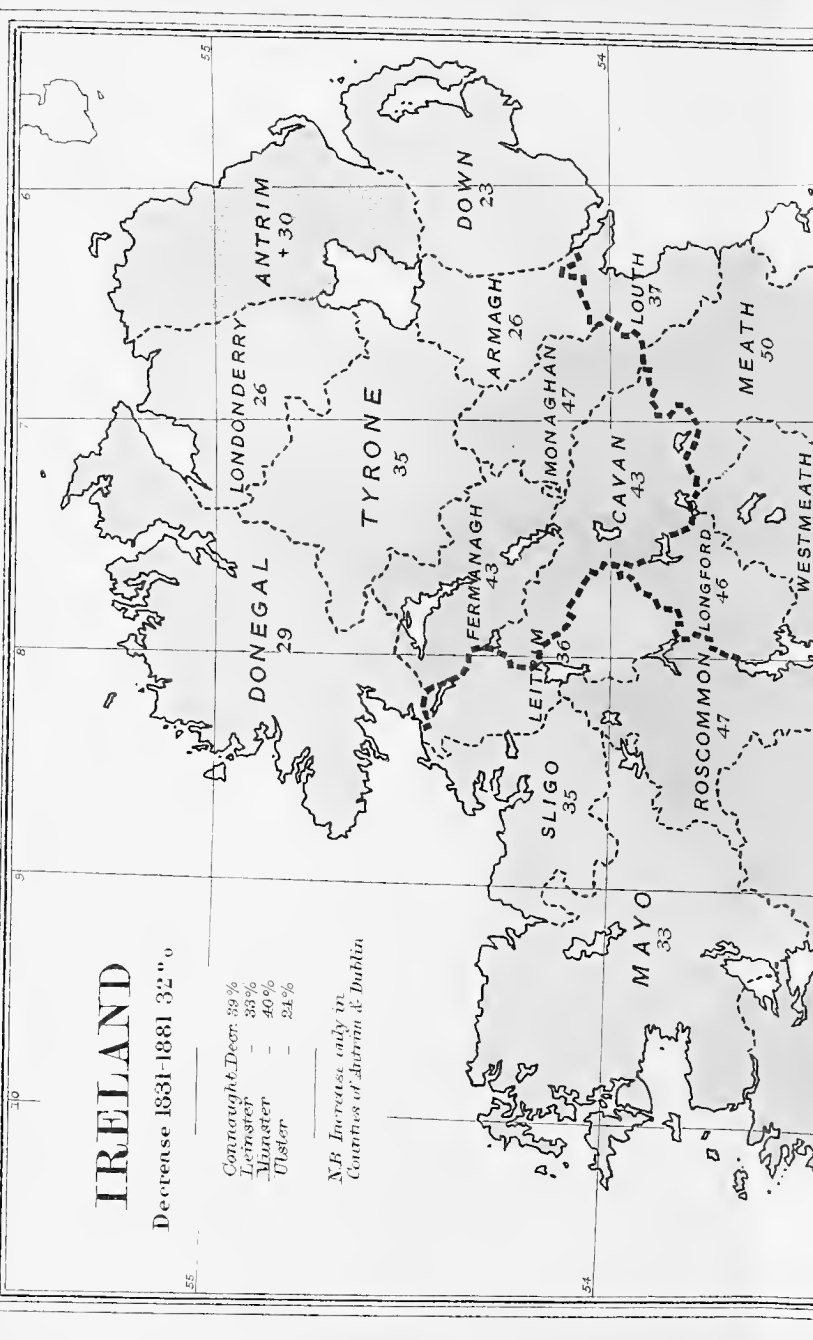 IRELAND
Decrease 1831-1881 32%
Connaught Decr. 39%
Leinster - 33%
Munster - 40%
Ulster - 24%
N.B Increase only in
Counties of Antrim & Dublin
10
9
8
7
6
55
54
55
54
DONEGAL
29
LONDONDERRY
26
ANTRIM
+ 30
TYRONE
35
DOWN
23
ARMAGH
26
FERMANAGH
43
MONAGHAN
47
CAVAN
43
LEITRIM
36
SLIGO
35
MAYO
33
ROSCOMMON
47
LONGFORD
46
LOUTH
37
MEATH
50
WESTMEATH